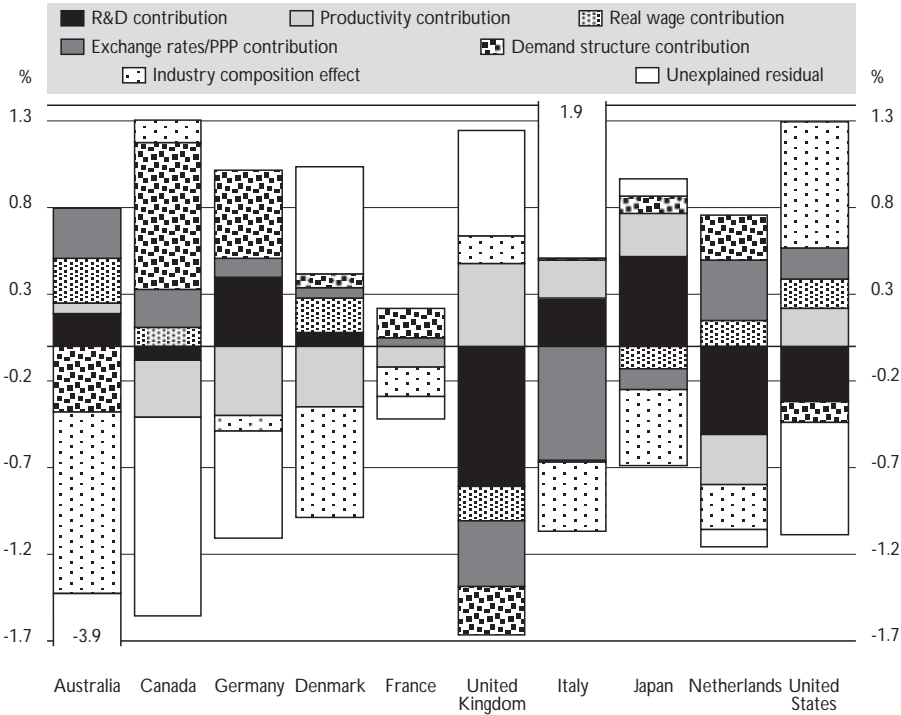 R&D contribution Productivity contribution Real wage contribution
Exchange rates/PPP contribution Demand structure contribution
Industry composition effect Unexplained residual
% %
1.3 1.9 1.3
0.8 0.8
0.3 0.3
-0.2 -0.2
-0.7 -0.7
-1.2 -1.2
-1.7 -3.9 -1.7
Australia Canada Germany Denmark France United Italy Japan Netherlands United
Kingdom States